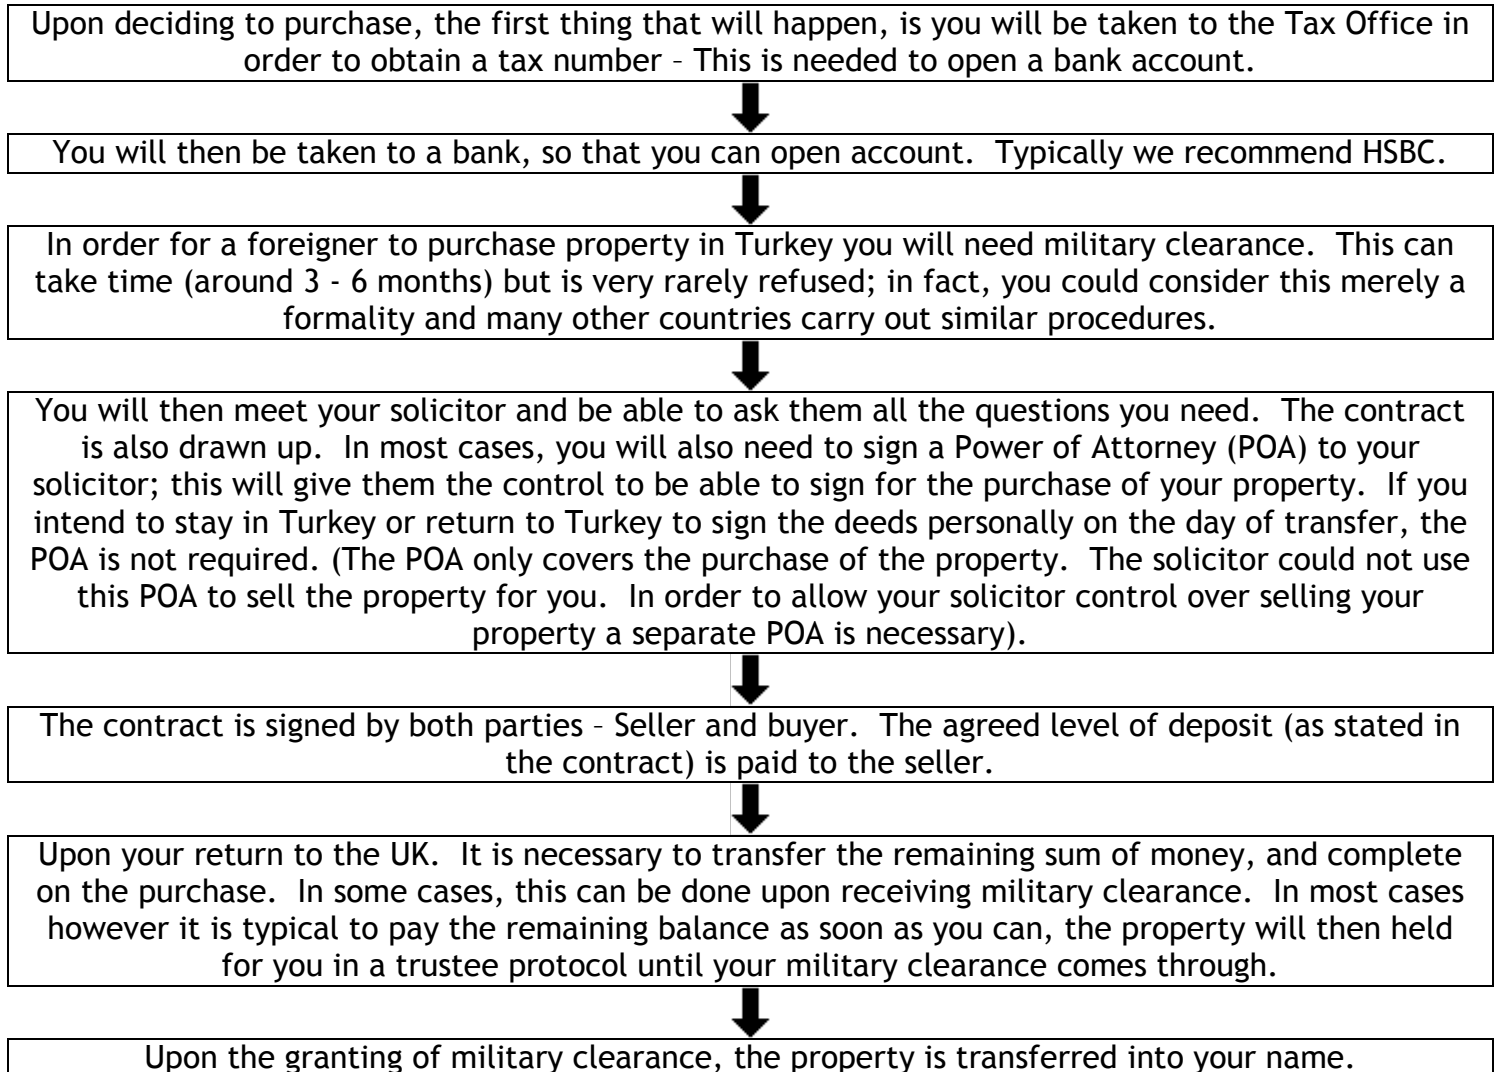 Upon deciding to purchase, the first thing that will happen, is you will be taken to the Tax Office in
order to obtain a tax number – This is needed to open a bank account.
You will then be taken to a bank, so that you can open account.  Typically we recommend HSBC.
In order for a foreigner to purchase property in Turkey you will need military clearance.  This can
take time (around 3 - 6 months) but is very rarely refused; in fact, you could consider this merely a
formality and many other countries carry out similar procedures.
You will then meet your solicitor and be able to ask them all the questions you need.  The contract
is also drawn up.  In most cases, you will also need to sign a Power of Attorney (POA) to your
solicitor; this will give them the control to be able to sign for the purchase of your property.  If you
intend to stay in Turkey or return to Turkey to sign the deeds personally on the day of transfer, the
POA is not required. (The POA only covers the purchase of the property.  The solicitor could not use
this POA to sell the property for you.  In order to allow your solicitor control over selling your
property a separate POA is necessary).
The contract is signed by both parties – Seller and buyer.  The agreed level of deposit (as stated in
the contract) is paid to the seller.
Upon your return to the UK.  It is necessary to transfer the remaining sum of money, and complete
on the purchase.  In some cases, this can be done upon receiving military clearance.  In most cases
however it is typical to pay the remaining balance as soon as you can, the property will then held
for you in a trustee protocol until your military clearance comes through.
Upon the granting of military clearance, the property is transferred into your name.